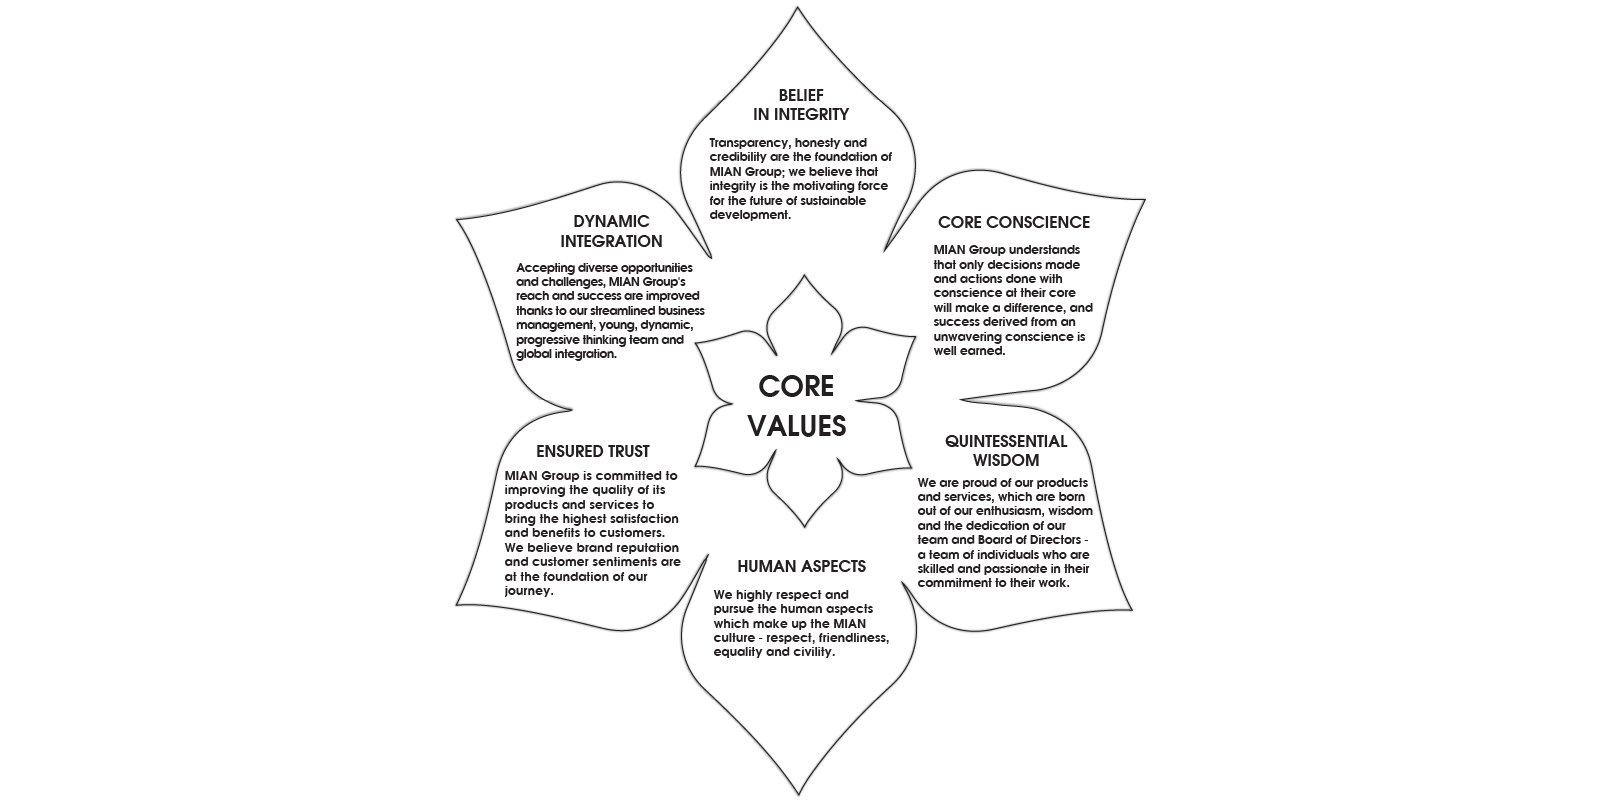 BELIEF
IN INTEGRITY
Transparency, honesty and
credibility are the foundation of
MIAN Group; we believe that
integrity is the motivating force
for the future of sustainable
development.
CORE CONSCIENCE
MIAN Group understands
that only decisions made
and actions done with
conscience at their core
will make a difference, and
success derived from an
unwavering conscience is
well earned.
QUINTESSENTIAL
WISDOM
We are proud of our products
and services, which are born
out of our enthusiasm, wisdom
and the dedication of our
team and Board of Directors -
a team of individuals who are
skilled and passionate in their
commitment to their work.
HUMAN ASPECTS
We highly respect and
pursue the human aspects
which make up the MIAN
culture - respect, friendliness,
equality and civility.
ENSURED TRUST
MIAN Group is committed to
improving the quality of its
products and services to
bring the highest satisfaction
and benefits to customers.
We believe brand reputation
and customer sentiments are
at the foundation of our
journey.
DYNAMIC
INTEGRATION
Accepting diverse opportunities
and challenges, MIAN Group's
reach and success are improved
thanks to our streamlined business
management, young, dynamic,
progressive thinking team and
global integration.
CORE
VALUES